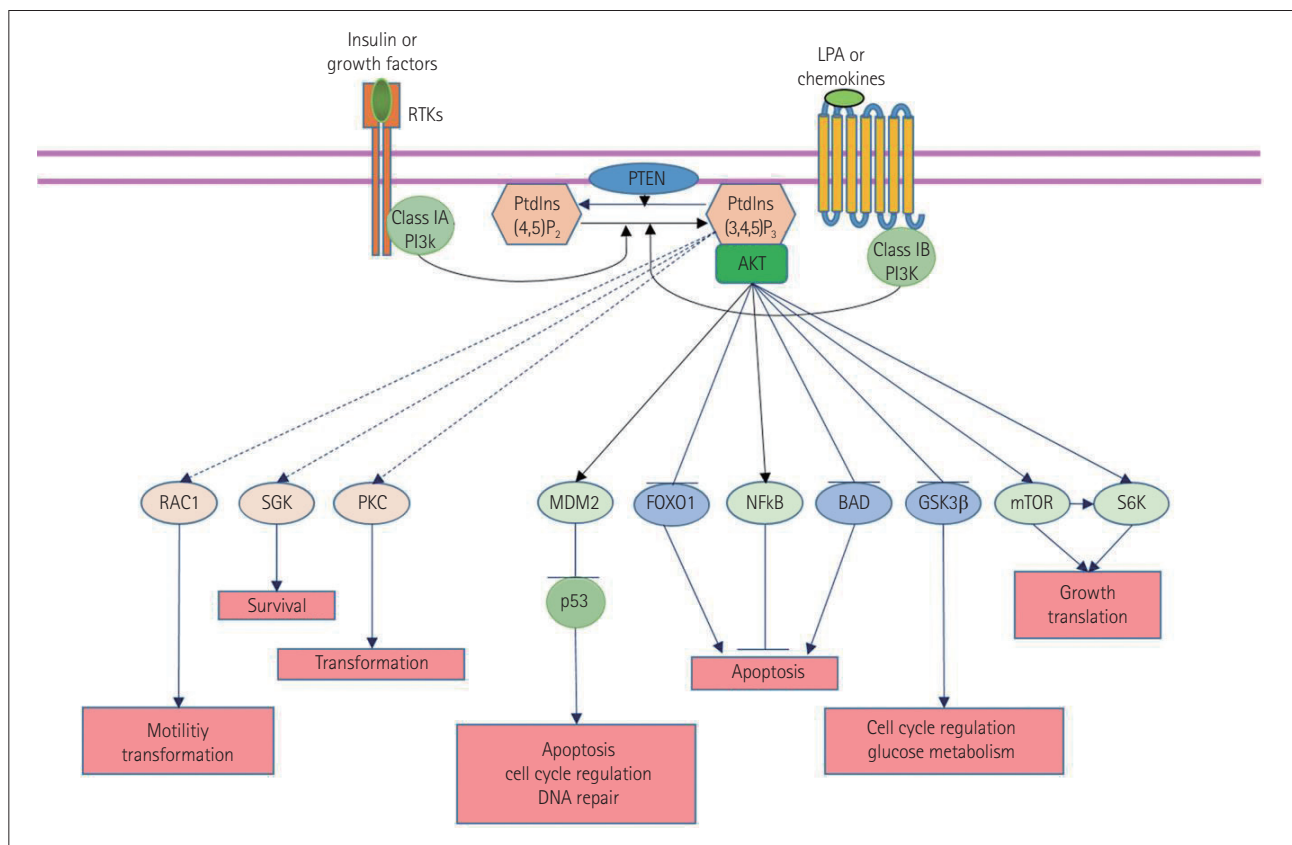 Insulin or
growth factors
RTKs
LPA or
chemokines
PTEN
PtdIns
(4,5)P₂
PtdIns
(3,4,5)P₃
Class IA
PI3k
AKT
Class IB
PI3K
RAC1
SGK
PKC
MDM2
FOXO1
NFkB
BAD
GSK3β
mTOR
S6K
Survival
p53
Growth
translation
Transformation
Apoptosis
Motilitiy
transformation
Apoptosis
cell cycle regulation
DNA repair
Cell cycle regulation
glucose metabolism